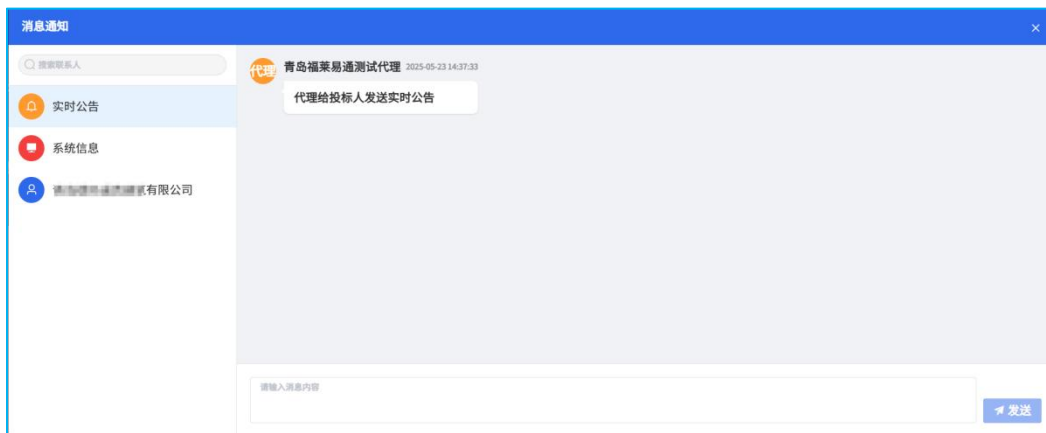 消息通知
搜索联系人
实时公告
系统信息
有限公司
代理 青岛福莱易通测试代理 2025-05-23 14:37:33
代理给投标人发送实时公告
请输入消息内容
发送